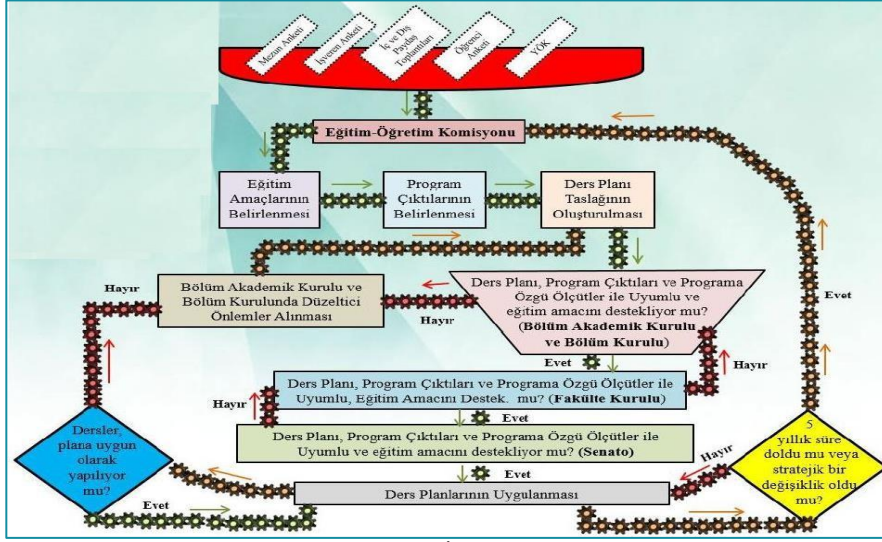 Mezun Anketi
İşveren Anketi
İç ve Dış
Paydaş
Toplantıları
Öğrenci
Anketi
YÖK
Eğitim-Öğretim Komisyonu
Eğitim
Amaçlarının
Belirlenmesi
Program
Çıktılarının
Belirlenmesi
Ders Planı
Taslağının
Oluşturulması
Hayır
Bölüm Akademik Kurulu ve
Bölüm Kurulunda Düzeltici
Önlemler Alınması
Hayır
Ders Planı, Program Çıktıları ve Programa
Özgü Ölçütler ile Uyumlu ve
eğitim amacını destekliyor mu?
(Bölüm Akademik Kurulu
ve Bölüm Kurulu)
Evet
Evet
Hayır
Hayır
Ders Planı, Program Çıktıları ve Programa Özgü Ölçütler ile
Uyumlu, Eğitim Amacını Destek. mu? (Fakülte Kurulu)
Evet
Ders Planı, Program Çıktıları ve Programa Özgü Ölçütler ile
Uyumlu ve eğitim amacını destekliyor mu? (Senato)
Evet
Dersler,
plana uygun
olarak
yapılıyor
mu?
Evet
Ders Planlarının Uygulanması
Hayır
5
yıllık süre
doldu mu veya
stratejik bir
değişiklik oldu
mu?